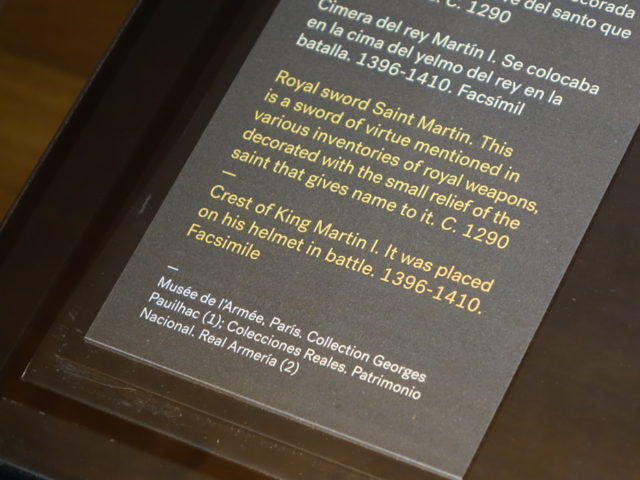 corada
del santo que
C. 1290
Cimera del rey Martín I. Se colocaba
en la cima del yelmo del rey en la
batalla. 1396-1410. Facsímil
Royal sword Saint Martin. This
is a sword of virtue mentioned in
various inventories of royal weapons,
decorated with the small relief of the
saint that gives name to it. C. 1290
—
Crest of King Martin I. It was placed
on his helmet in battle. 1396-1410.
Facsimile
—
Musée de l'Armée, París. Collection Georges
Pauilhac (1); Colecciones Reales. Patrimonio
Nacional. Real Armería (2)